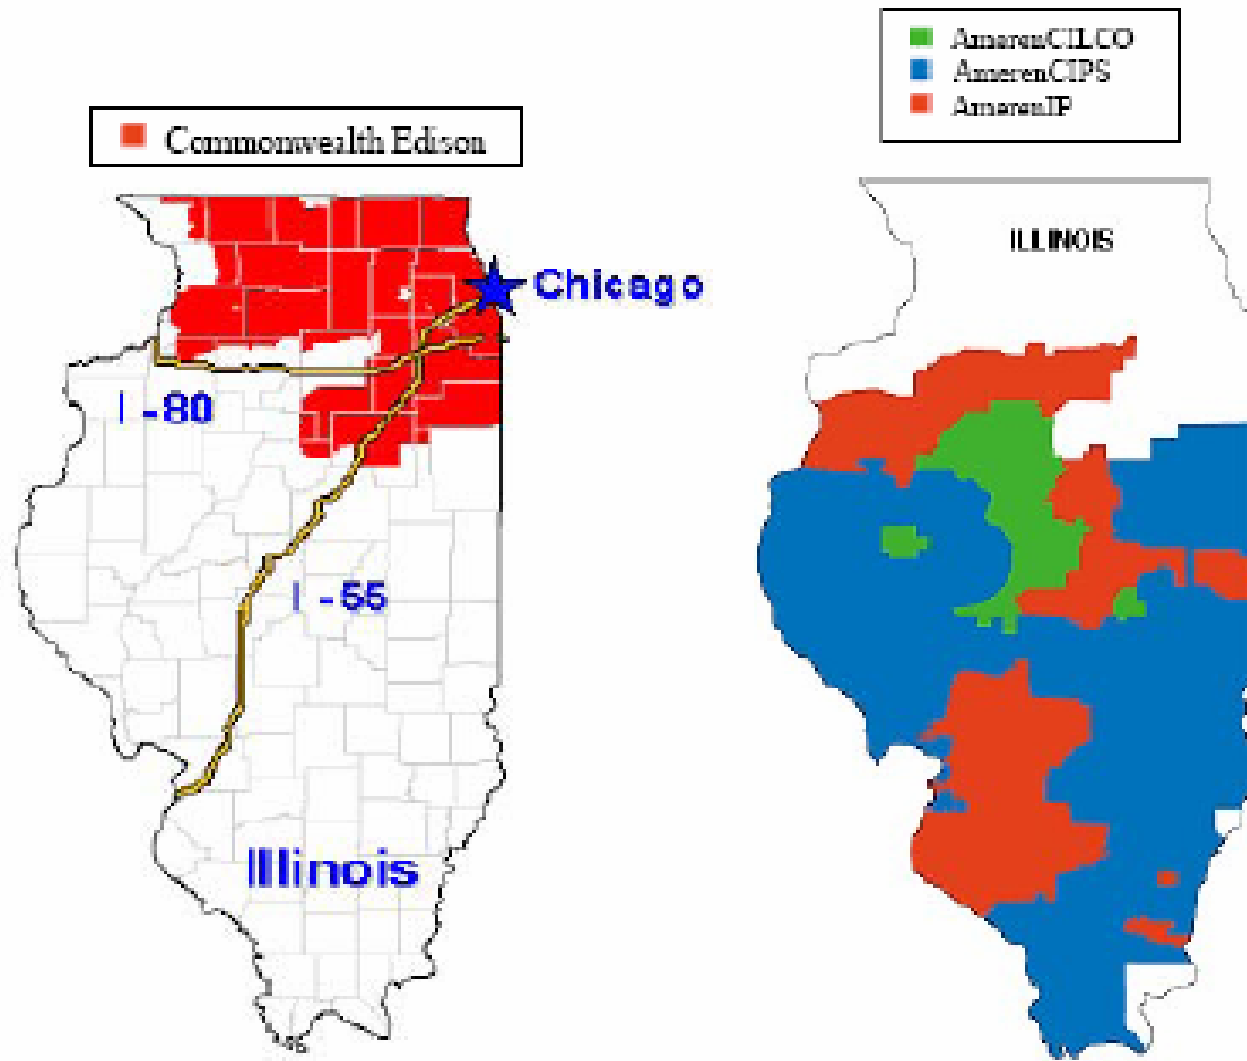 Commonwealth Edison
Chicago
I-80
I-55
Illinois
AmerenCILCO
AmerenCIPS
AmerenIP
ILLINOIS